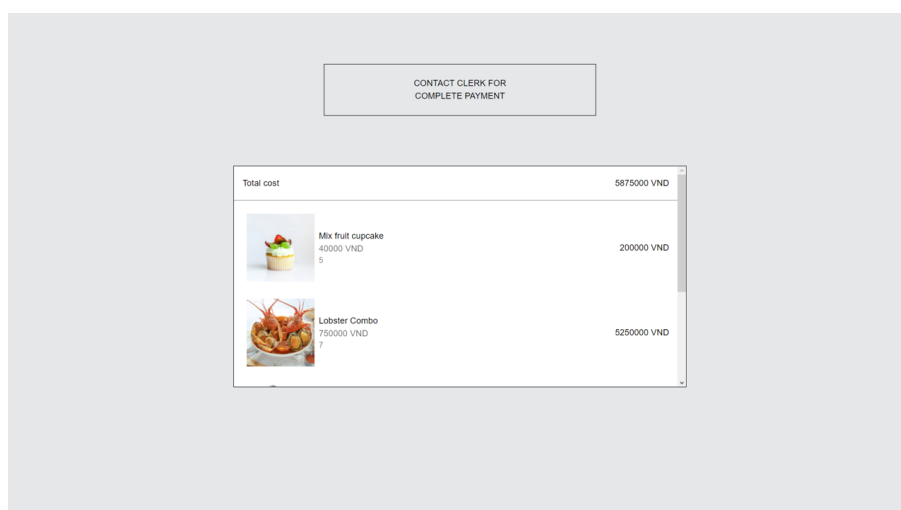 CONTACT CLERK FOR
COMPLETE PAYMENT
Total cost 5875000 VND
Mix fruit cupcake
40000 VND 200000 VND
5
Lobster Combo
750000 VND 5250000 VND
7